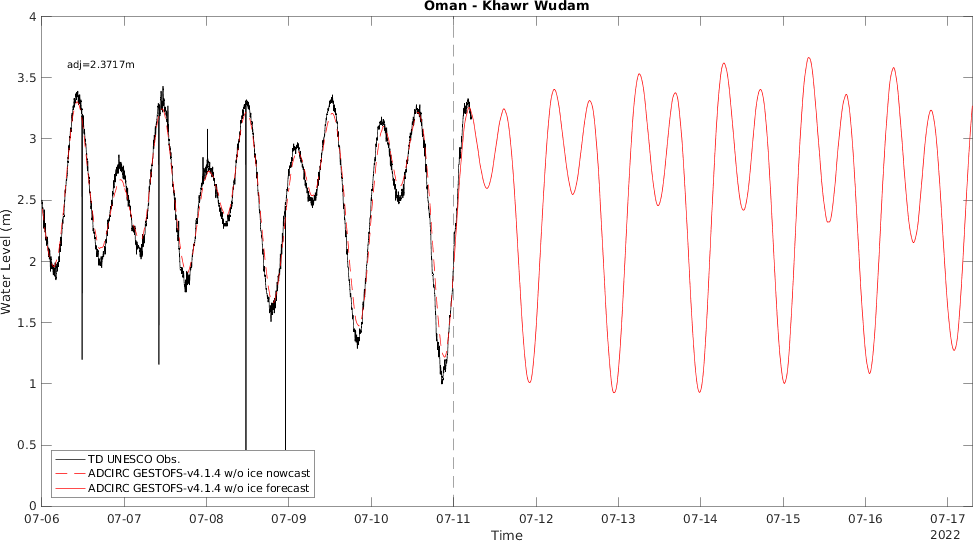 Oman - Khawr Wudam
adj=2.3717m
Water Level (m)
4
3.5
3
2.5
2
1.5
1
0.5
0
TD UNESCO Obs.
ADCIRC GESTOFS-v4.1.4 w/o ice nowcast
ADCIRC GESTOFS-v4.1.4 w/o ice forecast
07-06 07-07 07-08 07-09 07-10 07-11 07-12 07-13 07-14 07-15 07-16 07-17
2022
Time